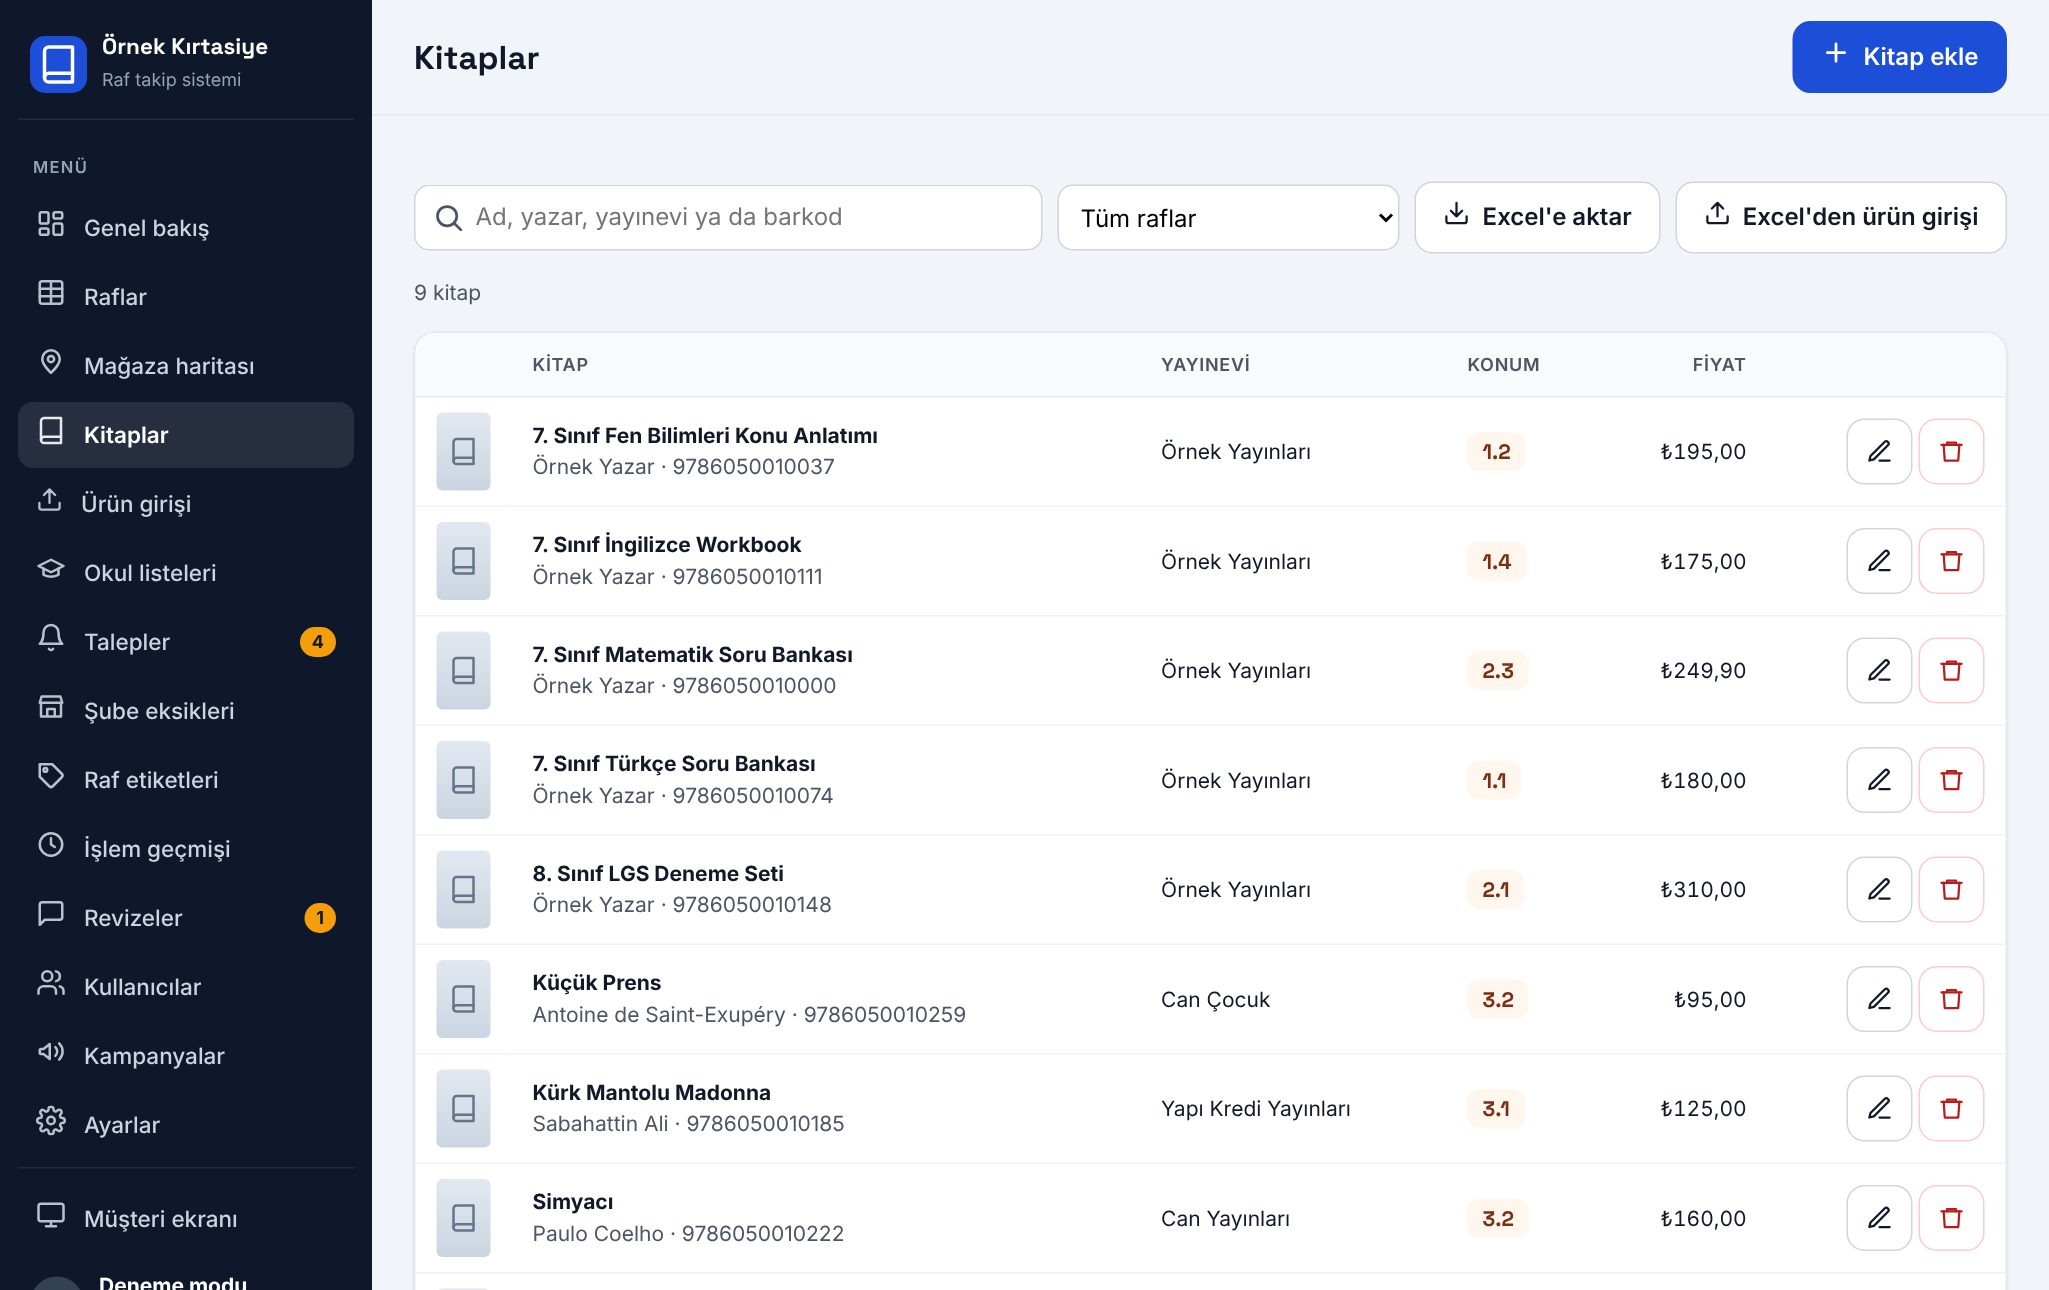 Örnek Kırtasiye
Raf takip sistemi
MENÜ
Genel bakış
Raflar
Mağaza haritası
Kitaplar
Ürün girişi
Okul listeleri
Talepler 4
Şube eksikleri
Raf etiketleri
İşlem geçmişi
Revizeler 1
Kullanıcılar
Kampanyalar
Ayarlar
Müşteri ekranı
Deneme modu
Kitaplar
Kitap ekle
Ad, yazar, yayınevi ya da barkod
Tüm raflar
Excel'e aktar
Excel'den ürün girişi
9 kitap
KİTAP YAYINEVİ KONUM FİYAT
7. Sınıf Fen Bilimleri Konu Anlatımı
Örnek Yazar · 9786050010037
Örnek Yayınları 1.2 ₺195,00
7. Sınıf İngilizce Workbook
Örnek Yazar · 9786050010111
Örnek Yayınları 1.4 ₺175,00
7. Sınıf Matematik Soru Bankası
Örnek Yazar · 9786050010000
Örnek Yayınları 2.3 ₺249,90
7. Sınıf Türkçe Soru Bankası
Örnek Yazar · 9786050010074
Örnek Yayınları 1.1 ₺180,00
8. Sınıf LGS Deneme Seti
Örnek Yazar · 9786050010148
Örnek Yayınları 2.1 ₺310,00
Küçük Prens
Antoine de Saint-Exupéry · 9786050010259
Can Çocuk 3.2 ₺95,00
Kürk Mantolu Madonna
Sabahattin Ali · 9786050010185
Yapı Kredi Yayınları 3.1 ₺125,00
Simyacı
Paulo Coelho · 9786050010222
Can Yayınları 3.2 ₺160,00